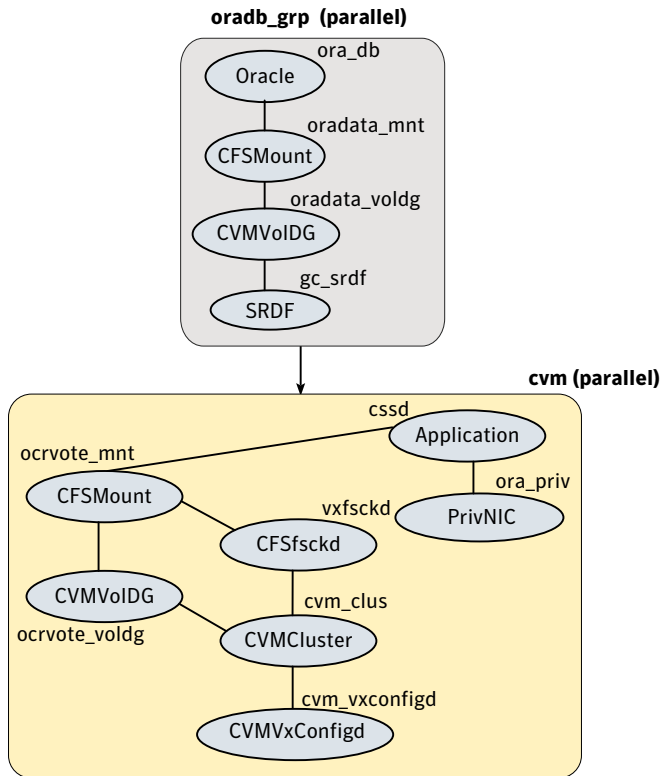 oradb_grp (parallel)
ora_db
Oracle
oradata_mnt
CFSMount
oradata_voldg
CVMVolDG
gc_srdf
SRDF
cvm (parallel)
cssd
Application
ocrvote_mnt
ora_priv
CFSMount
PrivNIC
vxfsckd
CFSfsckd
CVMVolDG
cvm_clus
ocrvote_voldg
CVMCluster
cvm_vxconfigd
CVMVxConfigd